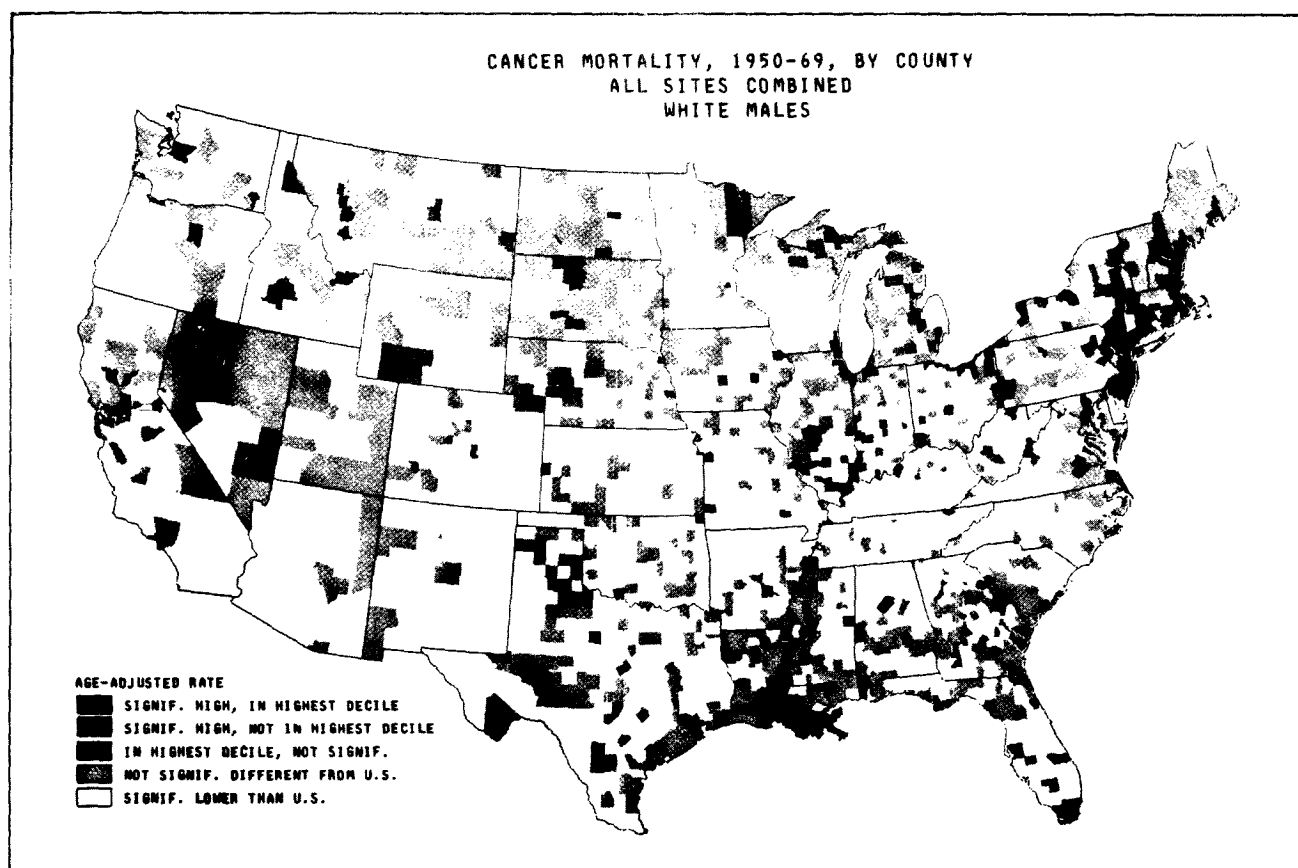 CANCER MORTALITY, 1950-69, BY COUNTY
ALL SITES COMBINED
WHITE MALES
AGE-ADJUSTED RATE
SIGNIF. HIGH, IN HIGHEST DECILE
SIGNIF. HIGH, NOT IN HIGHEST DECILE
IN HIGHEST DECILE, NOT SIGNIF.
NOT SIGNIF. DIFFERENT FROM U.S.
SIGNIF. LOWER THAN U.S.